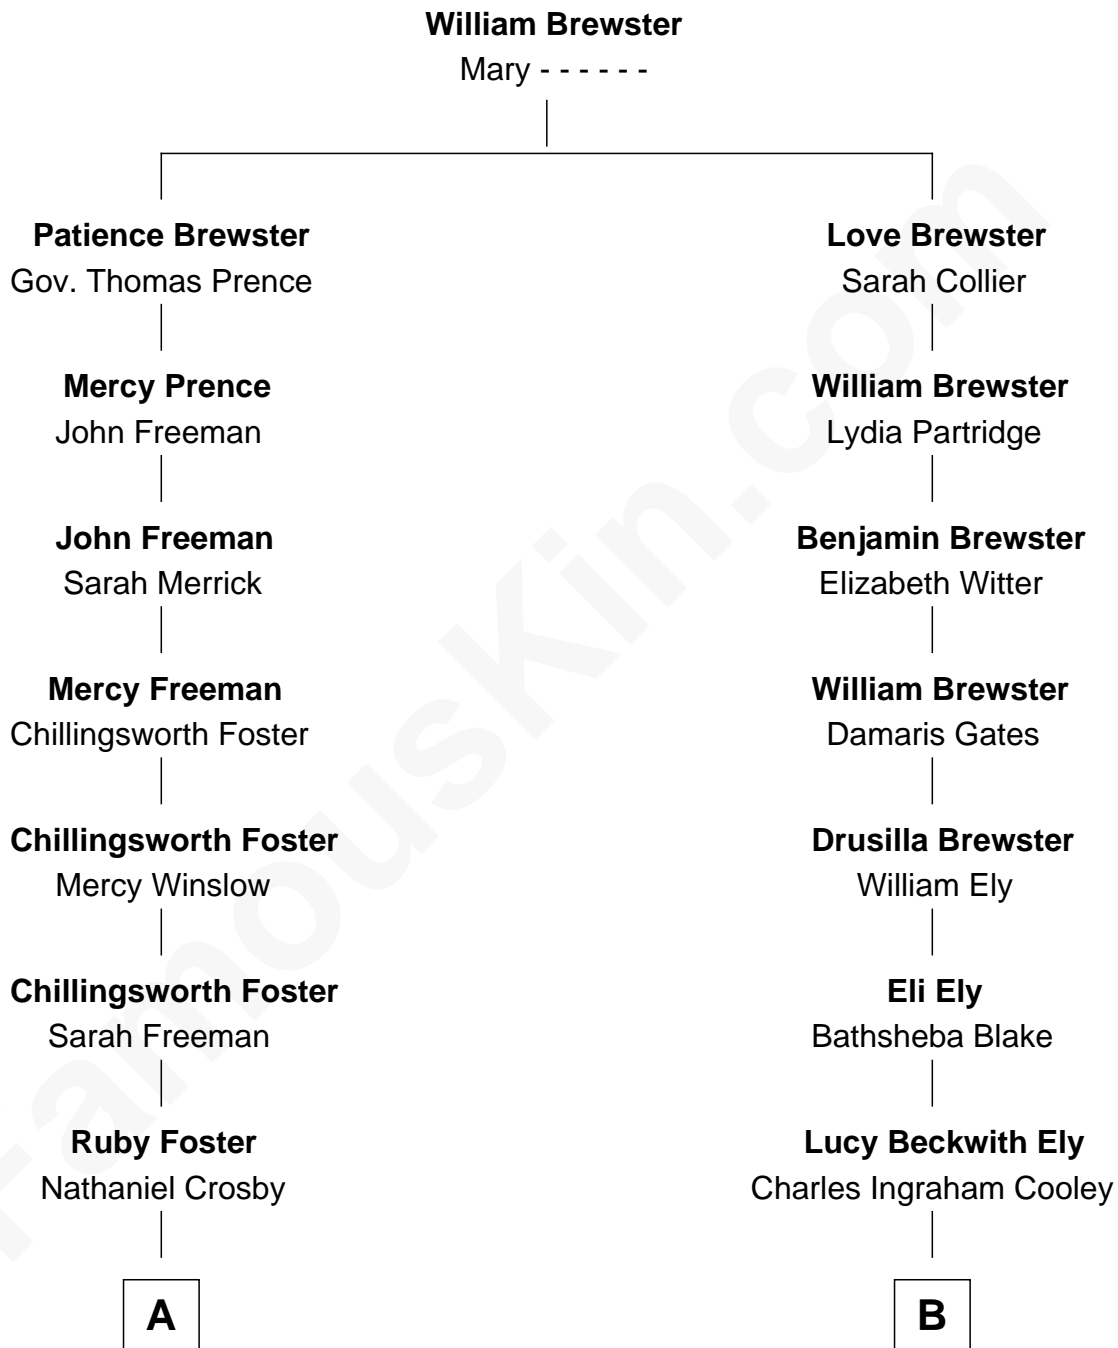 William Brewster
Mary - - - - - -
Patience Brewster
Gov. Thomas Prence
Love Brewster
Sarah Collier
Mercy Prence
John Freeman
William Brewster
Lydia Partridge
John Freeman
Sarah Merrick
Benjamin Brewster
Elizabeth Witter
Mercy Freeman
Chillingsworth Foster
William Brewster
Damaris Gates
Chillingsworth Foster
Mercy Winslow
Drusilla Brewster
William Ely
Chillingsworth Foster
Sarah Freeman
Eli Ely
Bathsheba Blake
Ruby Foster
Nathaniel Crosby
Lucy Beckwith Ely
Charles Ingraham Cooley
A
B
FamousKin.com